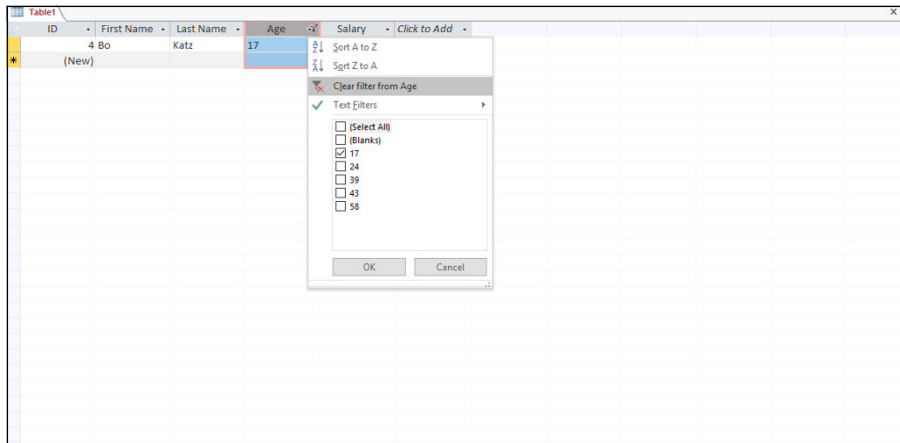 Table1
ID First Name Last Name Age Salary Click to Add
4 Bo Katz 17
(New)
Sort A to Z
Sort Z to A
Clear filter from Age
Text Filters
(Select All)
(Blanks)
17
24
39
43
58
OK Cancel